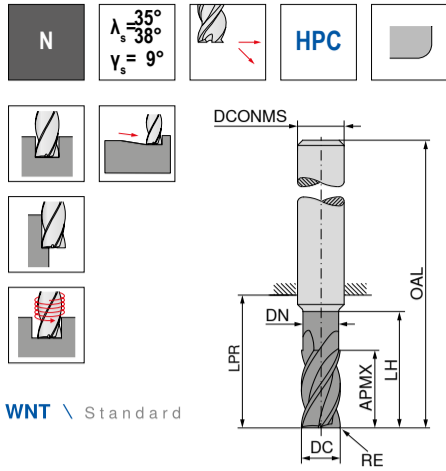 N
λs = 35°
38°
γs = 9°
HPC
DCONMS
OAL
DN
LPR
APMX
LH
DC
RE
WNT \ Standard